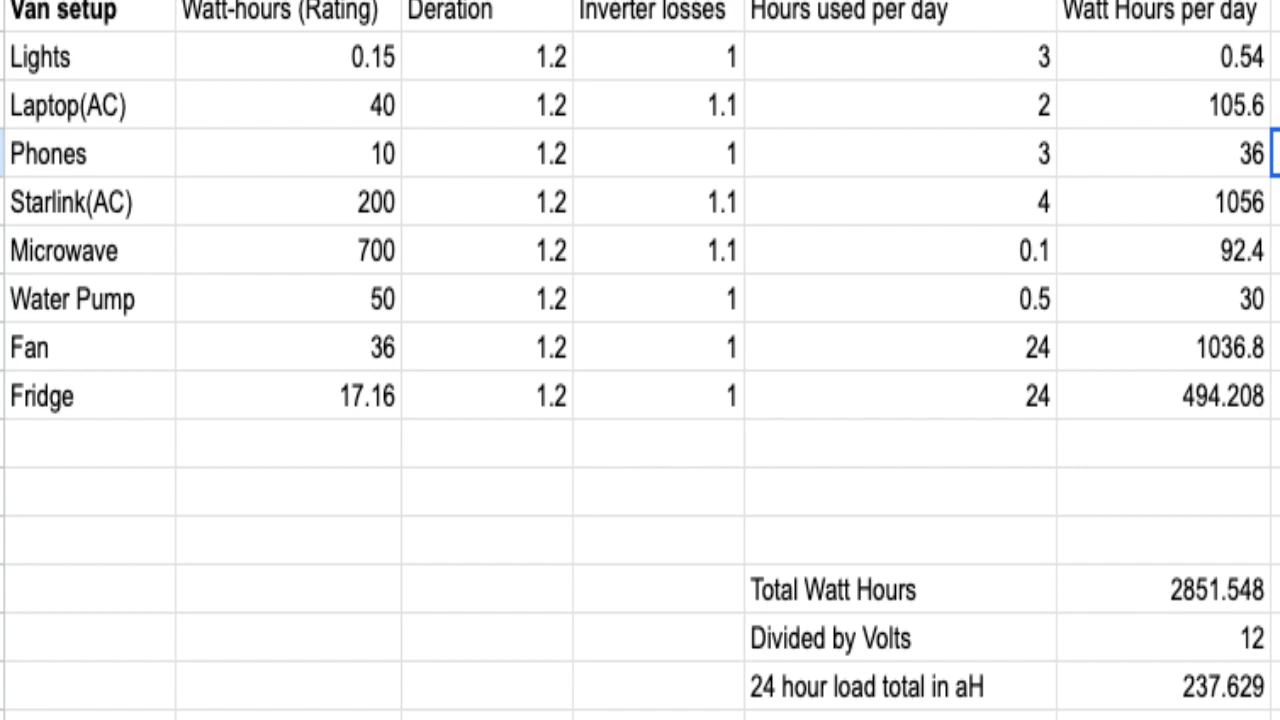 Van setup Watt-hours (Rating) Deration Inverter losses Hours used per day Watt Hours per day
Lights 0.15 1.2 1 3 0.54
Laptop(AC) 40 1.2 1.1 2 105.6
Phones 10 1.2 1 3 36
Starlink(AC) 200 1.2 1.1 4 1056
Microwave 700 1.2 1.1 0.1 92.4
Water Pump 50 1.2 1 0.5 30
Fan 36 1.2 1 24 1036.8
Fridge 17.16 1.2 1 24 494.208
Total Watt Hours 2851.548
Divided by Volts 12
24 hour load total in aH 237.629